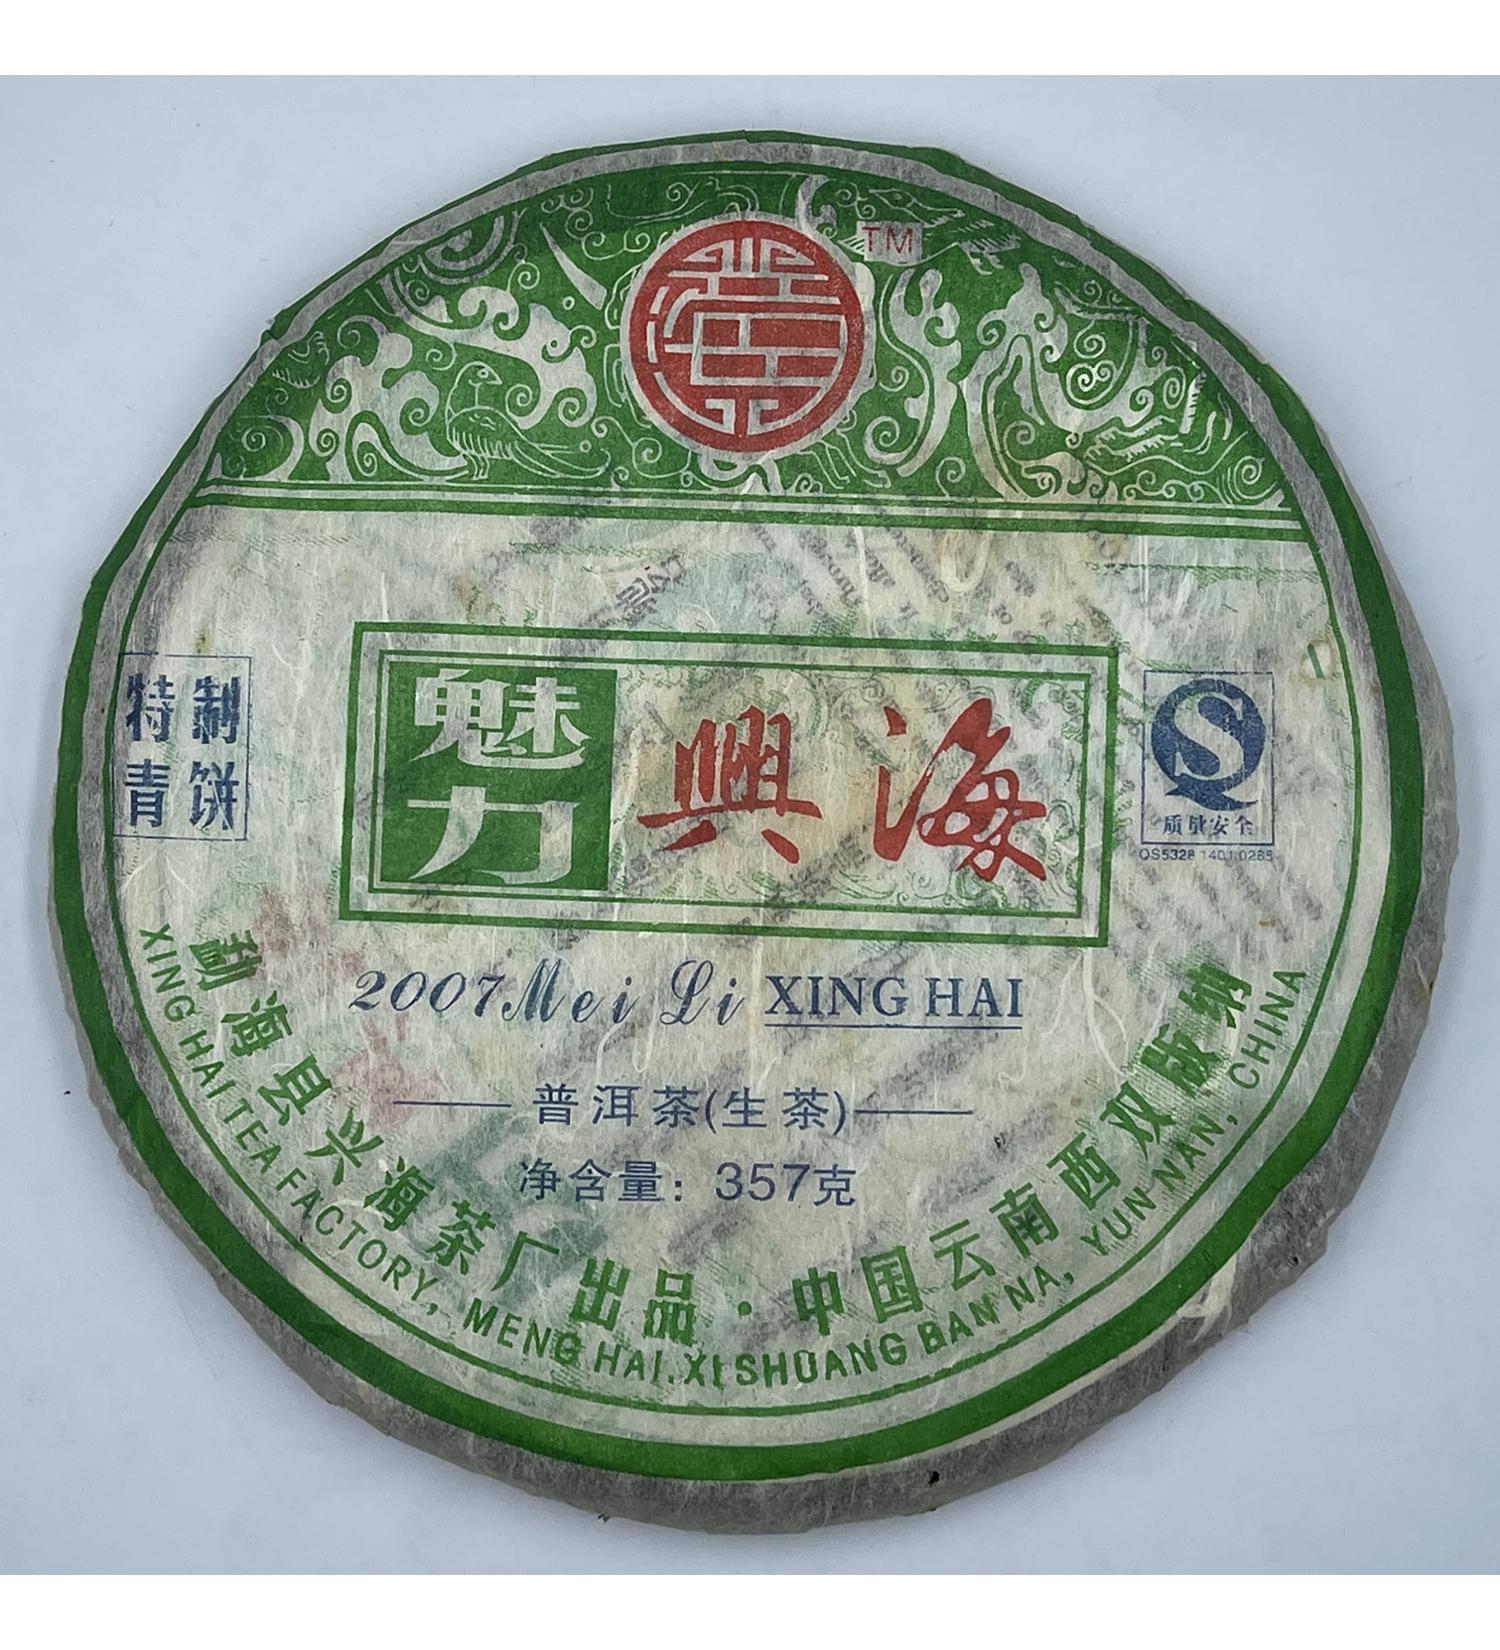 TM
特制
青饼
魅力
興海
质量安全
QS5328 1401 0285
2007 Mei Li XING HAI
普洱茶(生茶)
净含量：357克
勐海县兴海茶厂出品·中国云南西双版纳
XING HAI TEA FACTORY, MENG HAI. XI SHUANG BAN NA, YUN NAN, CHINA